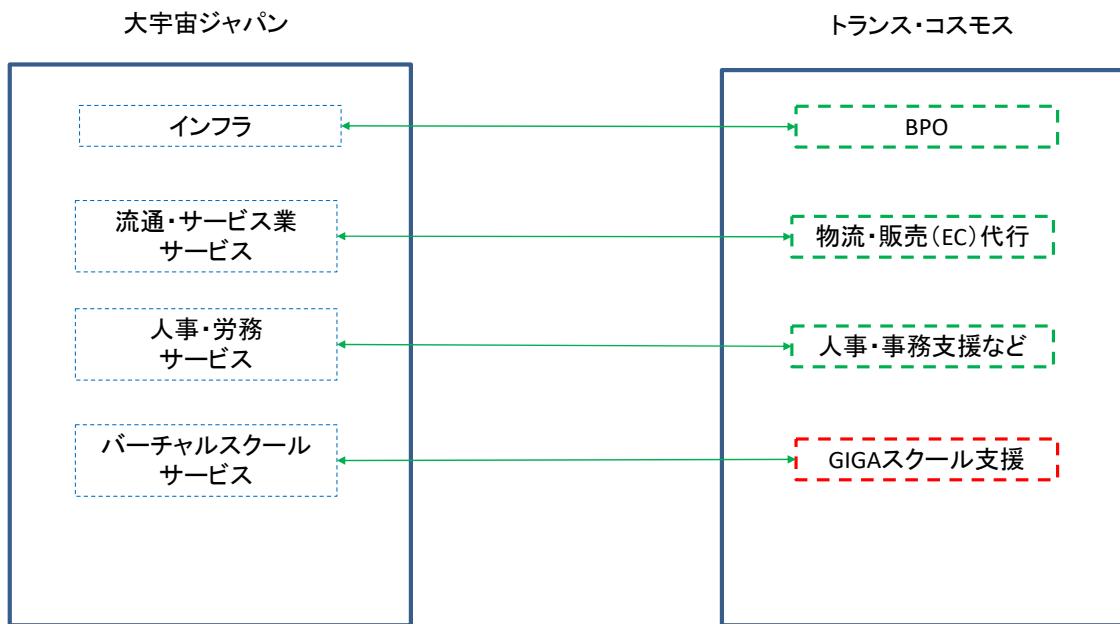 大宇宙ジャパン
トランス・コスモス
インフラ
BPO
流通・サービス業
サービス
物流・販売（EC）代行
人事・労務
サービス
人事・事務支援など
バーチャルスクール
サービス
GIGAスクール支援